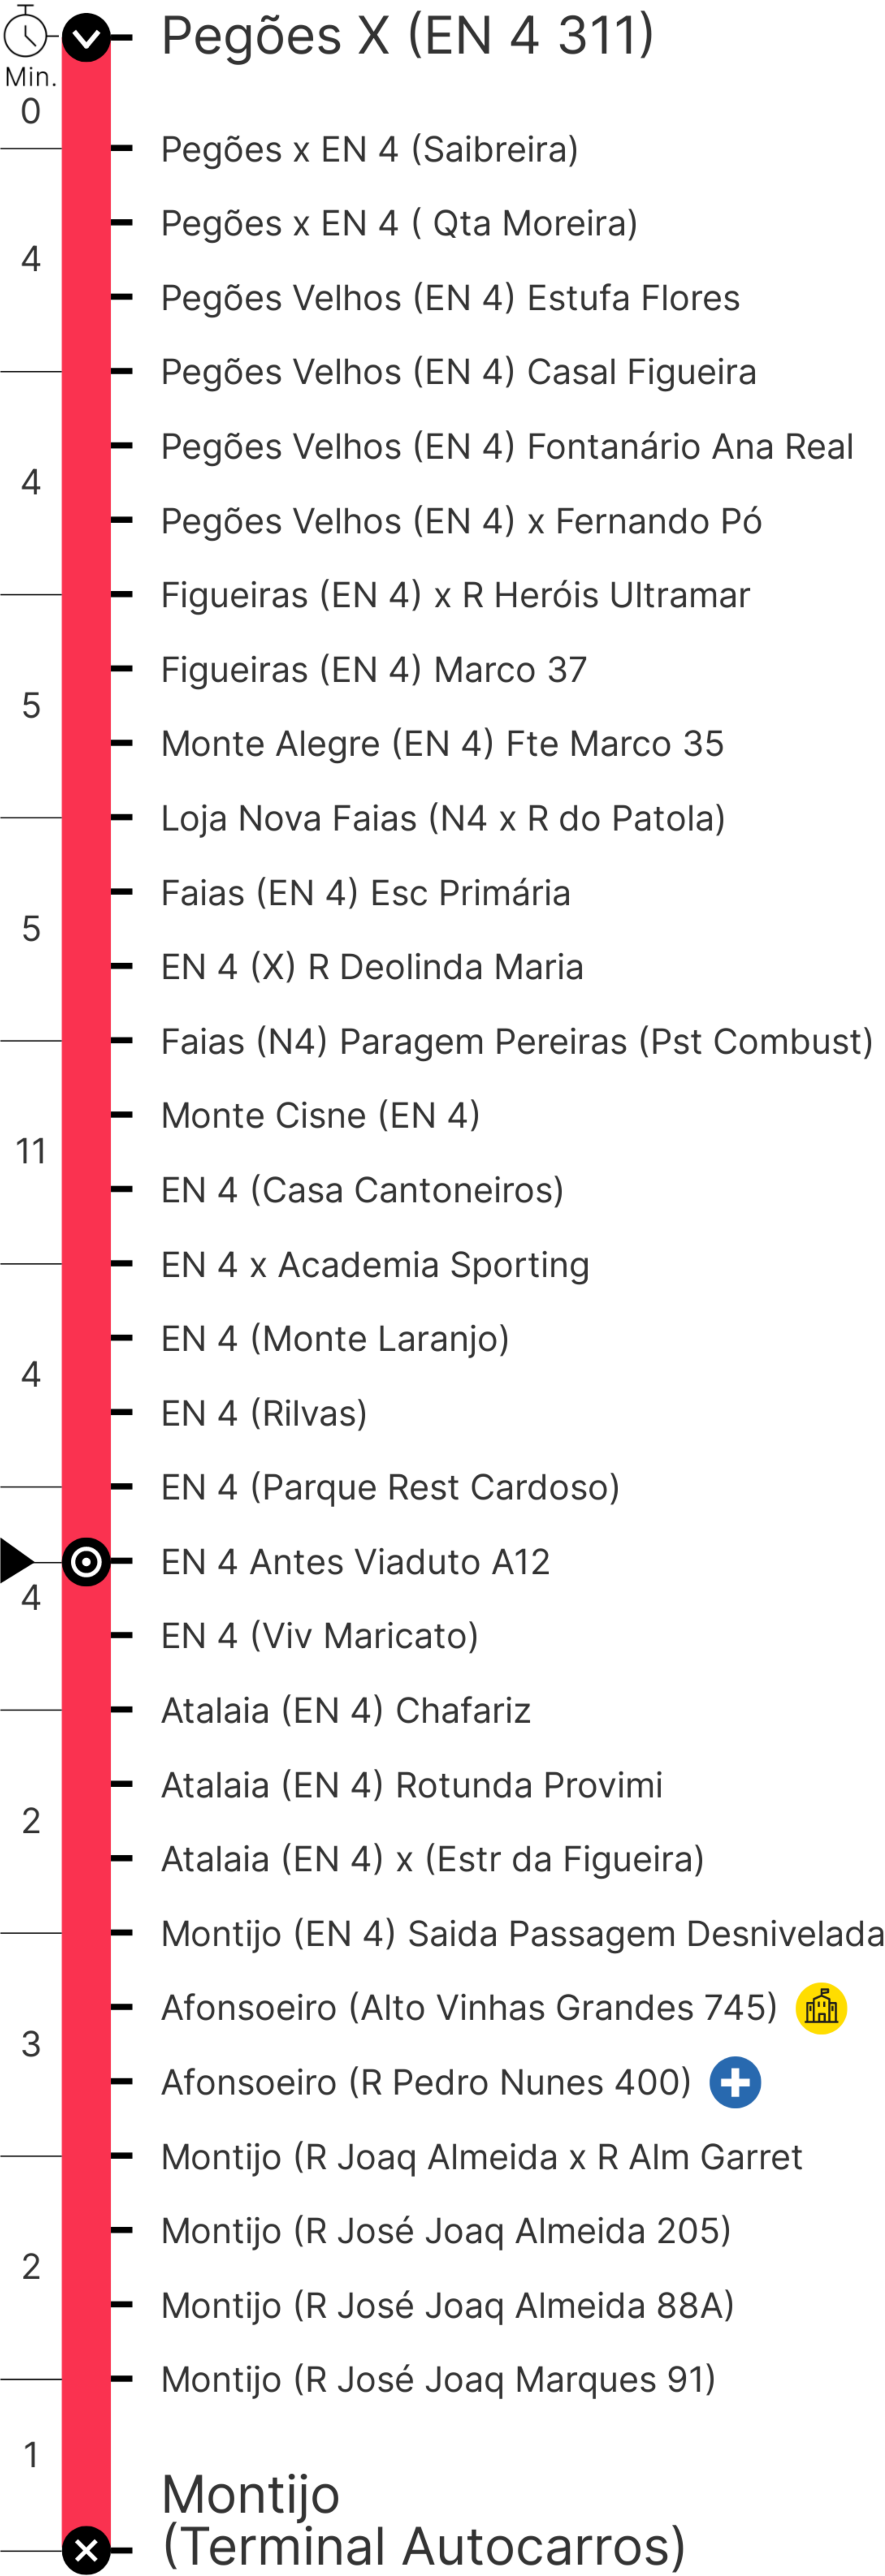 Pegões X (EN 4 311)
Min.
0
Pegões x EN 4 (Saibreira)
Pegões x EN 4 ( Qta Moreira)
4
Pegões Velhos (EN 4) Estufa Flores
Pegões Velhos (EN 4) Casal Figueira
Pegões Velhos (EN 4) Fontanário Ana Real
4
Pegões Velhos (EN 4) x Fernando Pó
Figueiras (EN 4) x R Heróis Ultramar
Figueiras (EN 4) Marco 37
5
Monte Alegre (EN 4) Fte Marco 35
Loja Nova Faias (N4 x R do Patola)
Faias (EN 4) Esc Primária
5
EN 4 (X) R Deolinda Maria
Faias (N4) Paragem Pereiras (Pst Combust)
Monte Cisne (EN 4)
11
EN 4 (Casa Cantoneiros)
EN 4 x Academia Sporting
EN 4 (Monte Laranjo)
4
EN 4 (Rilvas)
EN 4 (Parque Rest Cardoso)
EN 4 Antes Viaduto A12
4
EN 4 (Viv Maricato)
Atalaia (EN 4) Chafariz
Atalaia (EN 4) Rotunda Provimi
2
Atalaia (EN 4) x (Estr da Figueira)
Montijo (EN 4) Saida Passagem Desnivelada
Afonsoeiro (Alto Vinhas Grandes 745)
3
Afonsoeiro (R Pedro Nunes 400)
Montijo (R Joaq Almeida x R Alm Garret
Montijo (R José Joaq Almeida 205)
2
Montijo (R José Joaq Almeida 88A)
Montijo (R José Joaq Marques 91)
1
Montijo
(Terminal Autocarros)